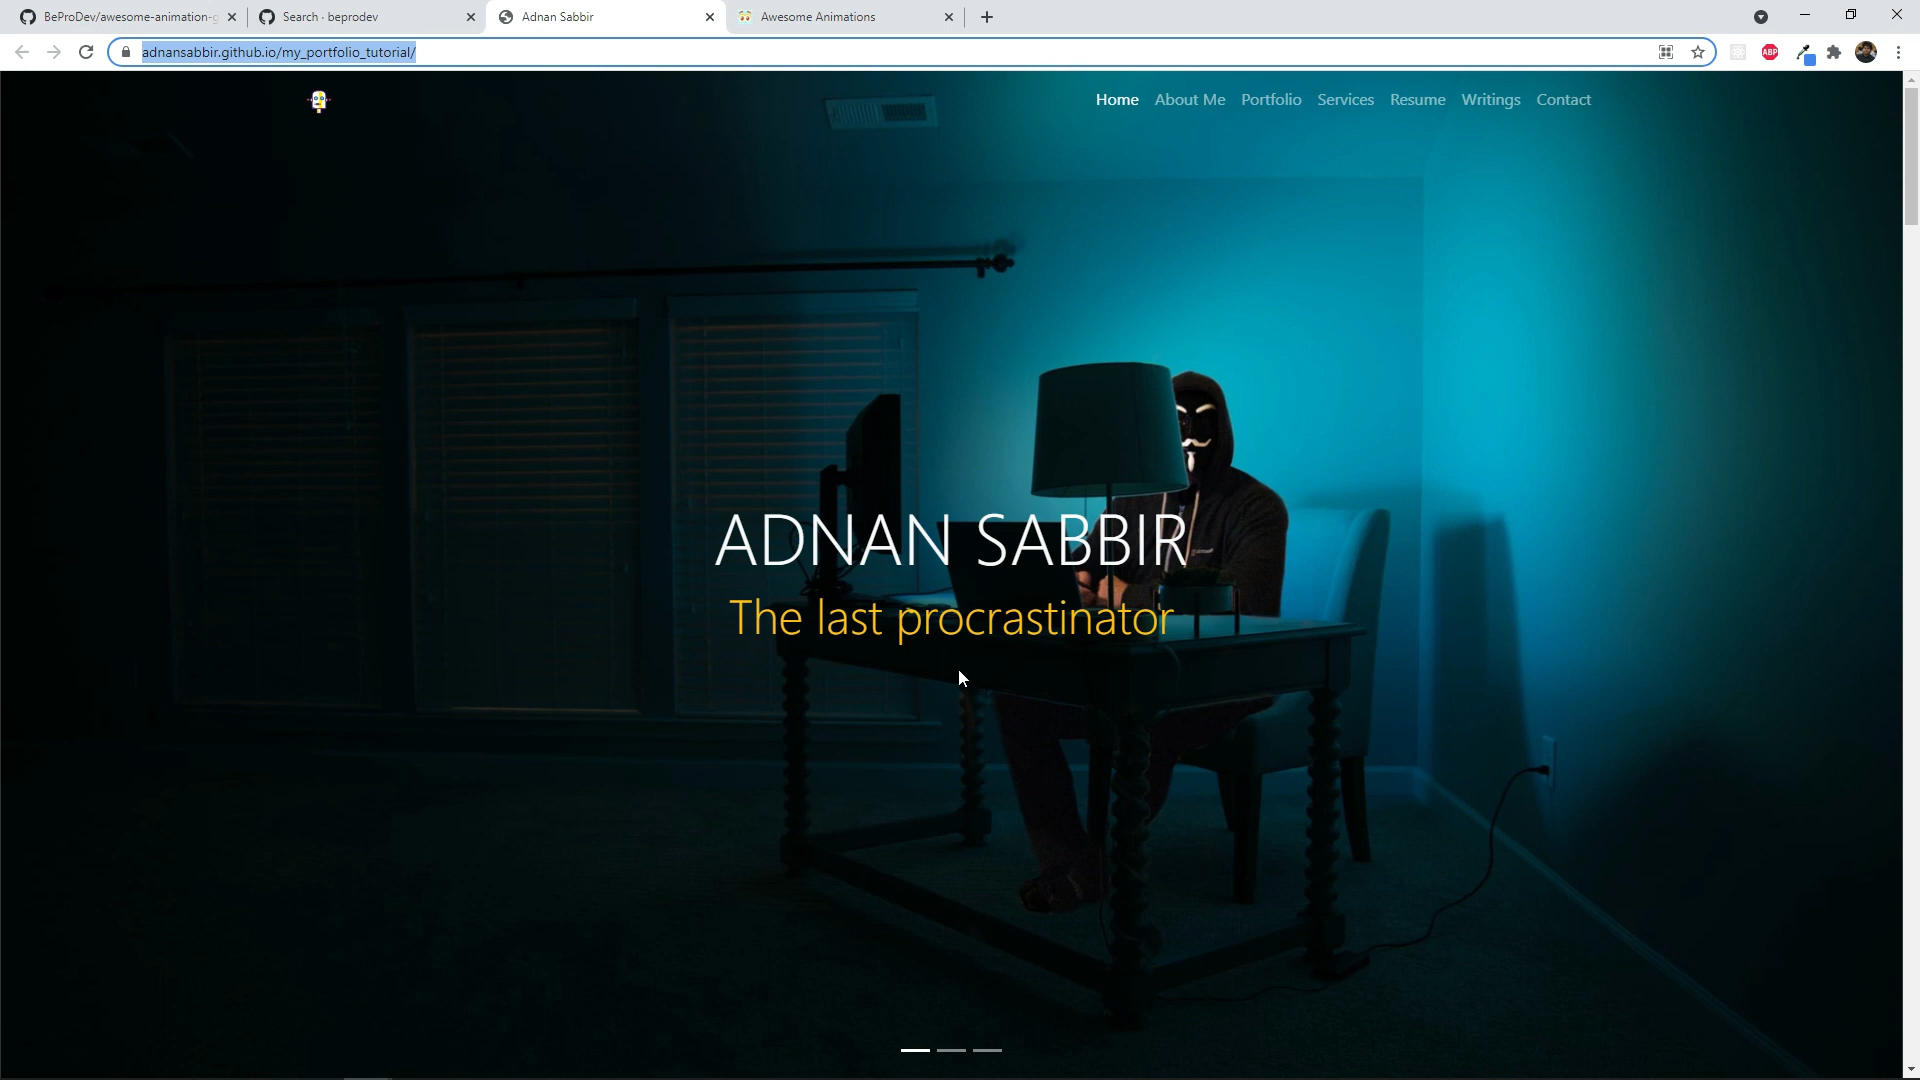 BeProDev/awesome-animation-g
Search · beprodev
Adnan Sabbir
Awesome Animations
adnansabbir.github.io/my_portfolio_tutorial/
ABP
Home About Me Portfolio Services Resume Writings Contact
ADNAN SABBIR
The last procrastinator